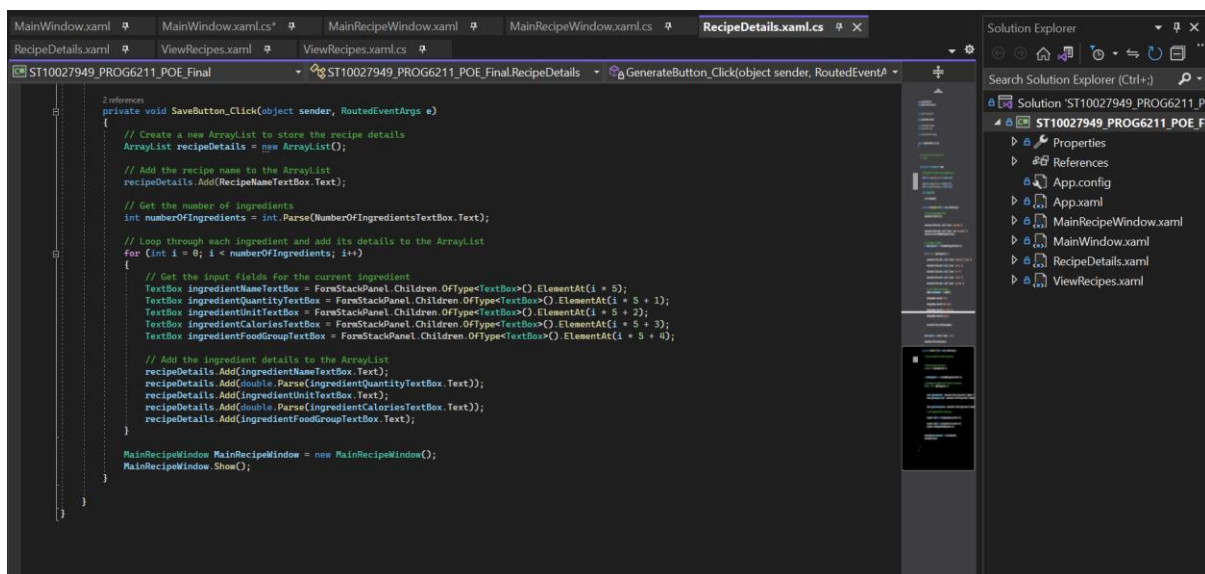 MainWindow.xaml MainWindow.xaml.cs* MainRecipeWindow.xaml MainRecipeWindow.xaml.cs RecipeDetails.xaml.cs
RecipeDetails.xaml ViewRecipes.xaml ViewRecipes.xaml.cs
ST10027949_PROG6211_POE_Final ST10027949_PROG6211_POE_Final.RecipeDetails GenerateButton_Click(object sender, RoutedEventA
2 references
private void SaveButton_Click(object sender, RoutedEventArgs e)
{
// Create a new ArrayList to store the recipe details
ArrayList recipeDetails = new ArrayList();
// Add the recipe name to the ArrayList
recipeDetails.Add(RecipeNameTextBox.Text);
// Get the number of ingredients
int numberOfIngredients = int.Parse(NumberOfIngredientsTextBox.Text);
// Loop through each ingredient and add its details to the ArrayList
for (int i = 0; i < numberOfIngredients; i++)
{
// Get the input fields for the current ingredient
TextBox ingredientNameTextBox = FormStackPanel.Children.OfType<TextBox>().ElementAt(i * 5);
TextBox ingredientQuantityTextBox = FormStackPanel.Children.OfType<TextBox>().ElementAt(i * 5 + 1);
TextBox ingredientUnitTextBox = FormStackPanel.Children.OfType<TextBox>().ElementAt(i * 5 + 2);
TextBox ingredientCaloriesTextBox = FormStackPanel.Children.OfType<TextBox>().ElementAt(i * 5 + 3);
TextBox ingredientFoodGroupTextBox = FormStackPanel.Children.OfType<TextBox>().ElementAt(i * 5 + 4);
// Add the ingredient details to the ArrayList
recipeDetails.Add(ingredientNameTextBox.Text);
recipeDetails.Add(double.Parse(ingredientQuantityTextBox.Text));
recipeDetails.Add(ingredientUnitTextBox.Text);
recipeDetails.Add(double.Parse(ingredientCaloriesTextBox.Text));
recipeDetails.Add(ingredientFoodGroupTextBox.Text);
}
MainRecipeWindow MainRecipeWindow = new MainRecipeWindow();
MainRecipeWindow.Show();
}
}
}
Solution Explorer
Search Solution Explorer (Ctrl+;)
Solution 'ST10027949_PROG6211_P
ST10027949_PROG6211_POE_F
Properties
References
App.config
App.xaml
MainRecipeWindow.xaml
MainWindow.xaml
RecipeDetails.xaml
ViewRecipes.xaml